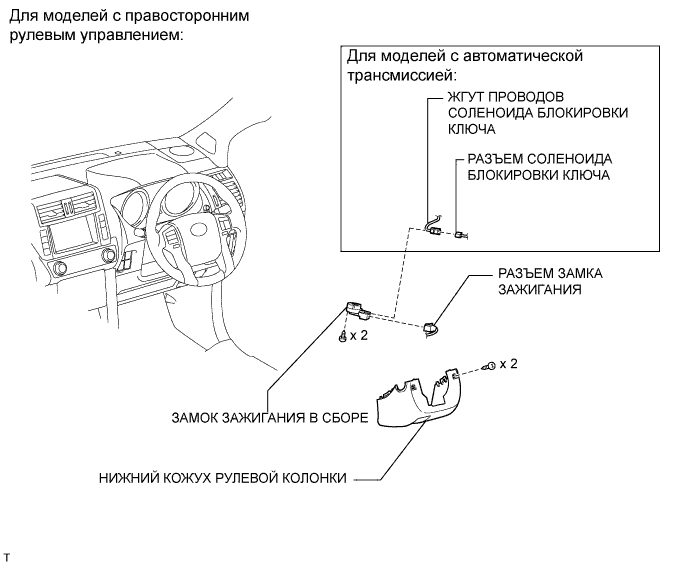 Для моделей с правосторонним
рулевым управлением:
Для моделей с автоматической
трансмиссией:
ЖГУТ ПРОВОДОВ
СОЛЕНОИДА БЛОКИРОВКИ
КЛЮЧА
РАЗЪЕМ СОЛЕНОИДА
БЛОКИРОВКИ КЛЮЧА
РАЗЪЕМ ЗАМКА
ЗАЖИГАНИЯ
x 2
x 2
ЗАМОК ЗАЖИГАНИЯ В СБОРЕ
НИЖНИЙ КОЖУХ РУЛЕВОЙ КОЛОНКИ
T